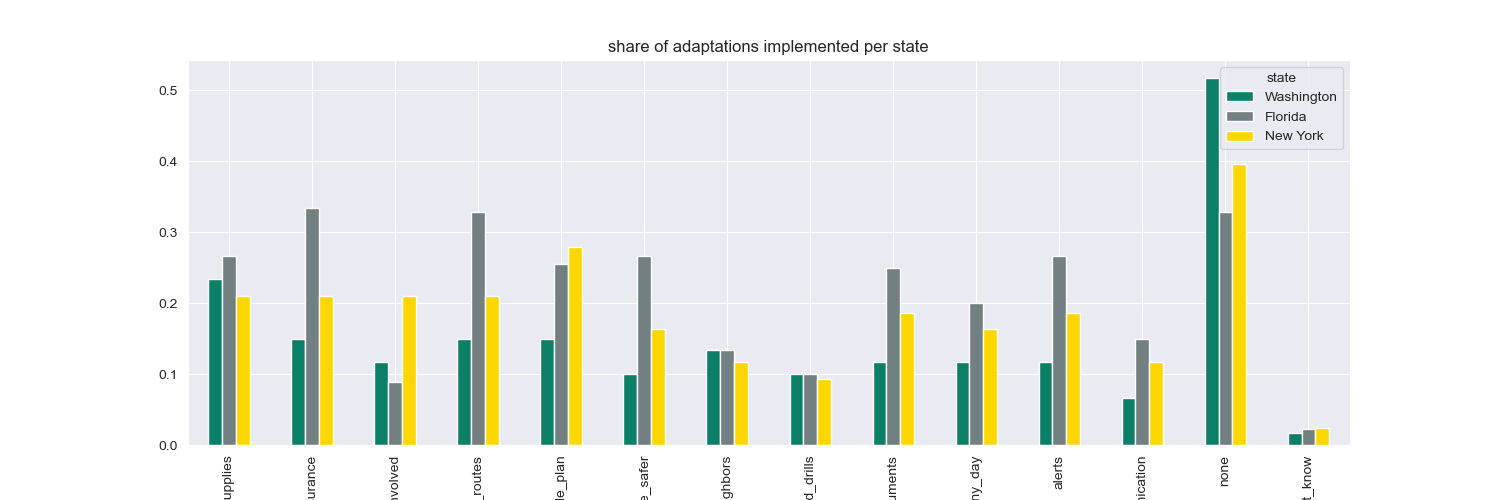 share of adaptations implemented per state
state
Washington
Florida
New York
0.5
0.4
0.3
0.2
0.1
0.0
upplies
urance
nvolved
_routes
le_plan
e_safer
ghbors
d_drills
uments
ny_day
alerts
nication
none
t_know